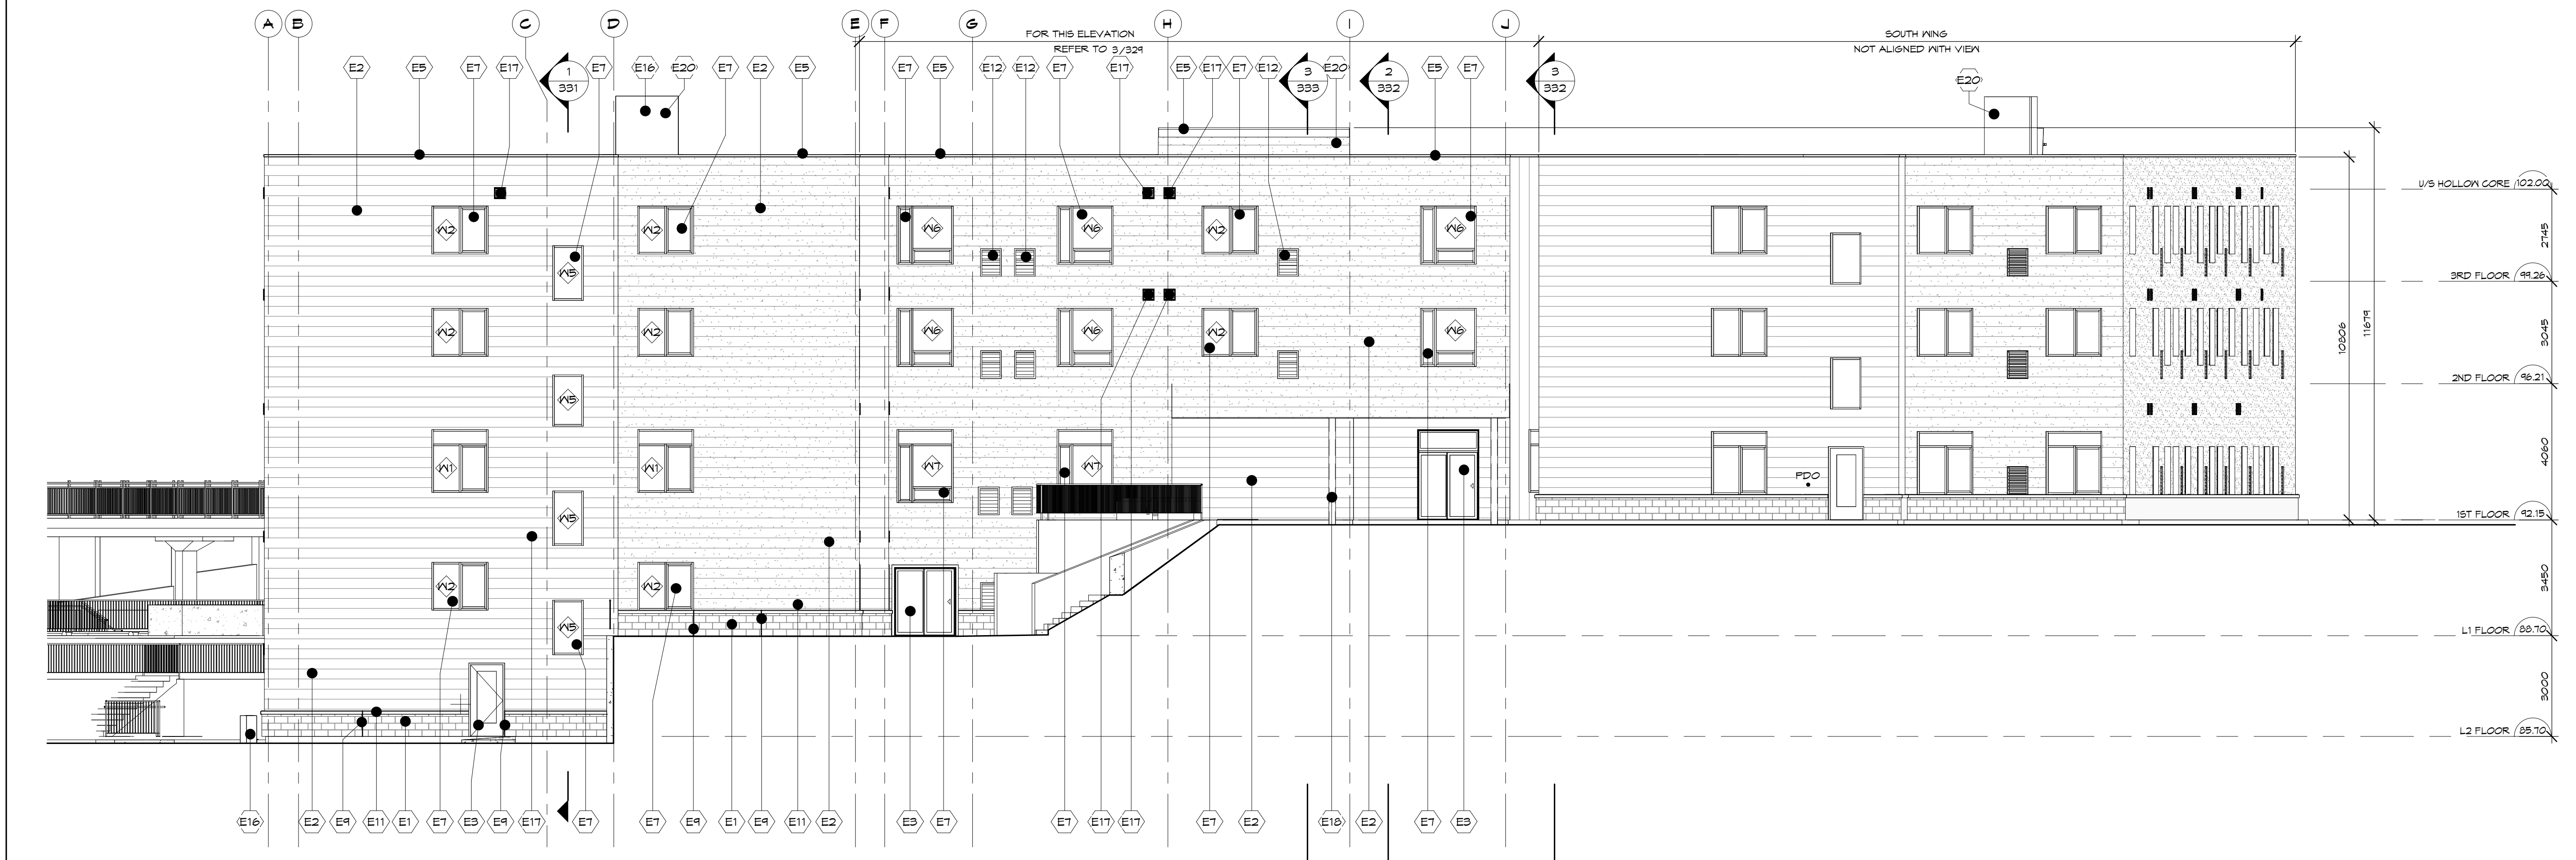 A B C D E F G H I J
FOR THIS ELEVATION
REFER TO 3/329
SOUTH WING
NOT ALIGNED WITH VIEW
E2 E5 E7 E17 1 331 E7 E16 E20 E7 E2 E5 E7 E5 E12 E12 E7 E17 E5 E17 E7 E12 3 333 E20 2 332 E5 E7 3 332 E20
U/S HOLLOW CORE 102.00
W2 W2 W6 W6 W2 W6
2745
W5
3RD FLOOR 99.26
W2 W2 W6 W6 W2 W6
3045
10806
11679
2ND FLOOR 96.21
W5
W1 W1 W7 W7
4060
PDO
1ST FLOOR 92.15
W5
3450
W2 W2
W5
L1 FLOOR 88.70
3000
L2 FLOOR 85.70
E16 E2 E9 E11 E1 E7 E3 E9 E17 E7 E7 E9 E1 E9 E11 E2 E3 E7 E7 E17 E17 E7 E2 E18 E2 E7 E3